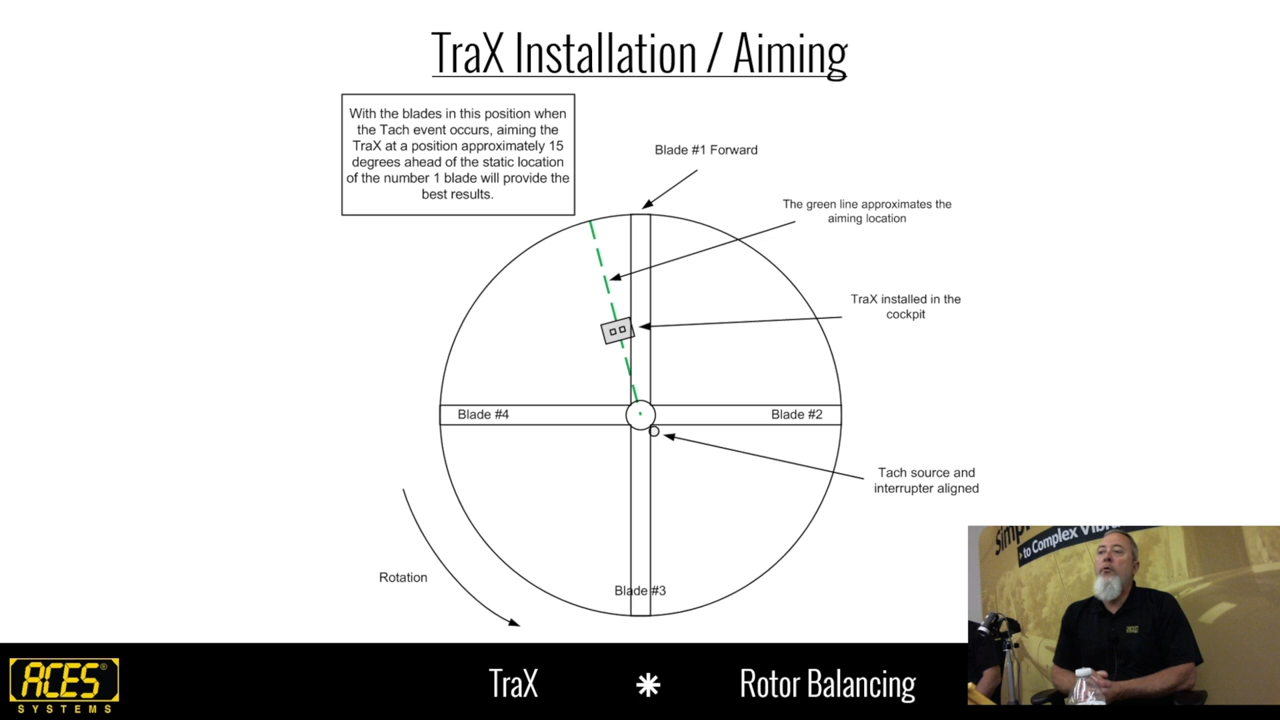 TraX Installation / Aiming
With the blades in this position when
the Tach event occurs, aiming the
TraX at a position approximately 15
degrees ahead of the static location
of the number 1 blade will provide the
best results.
Blade #1 Forward
The green line approximates the
aiming location
TraX installed in the
cockpit
Blade #4
Blade #2
Tach source and
interrupter aligned
Rotation
Blade #3
to Complex
ACES®
SYSTEMS
TraX
Rotor Balancing